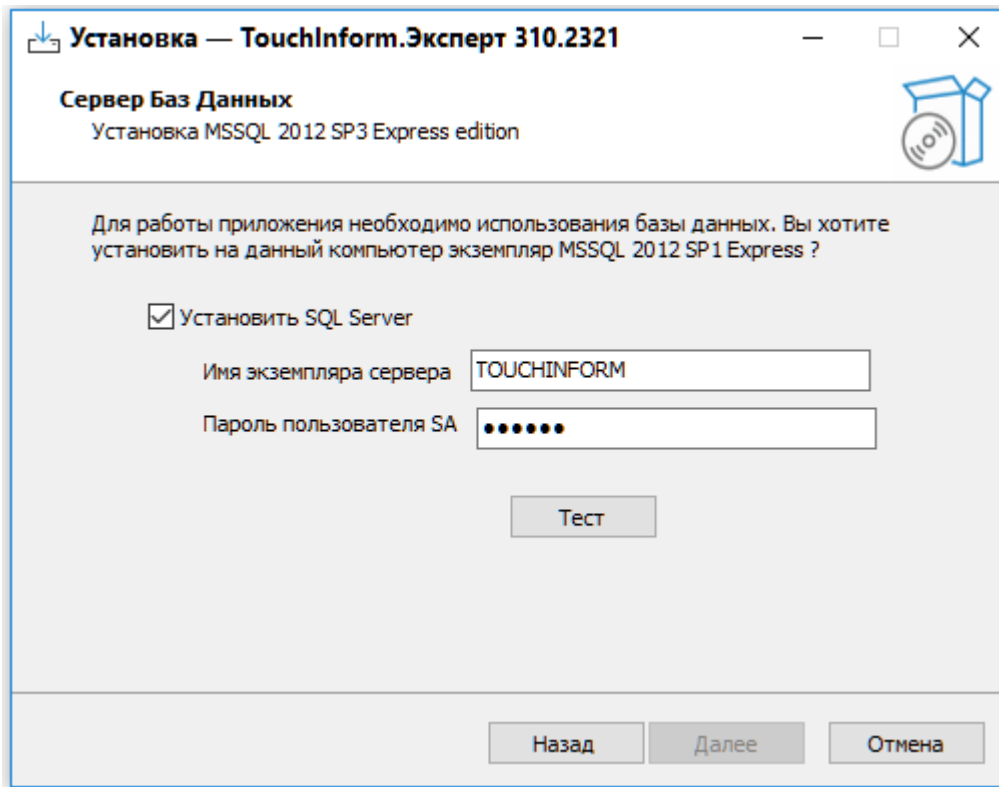 Установка — TouchInform.Эксперт 310.2321
Сервер Баз Данных
Установка MSSQL 2012 SP3 Express edition
Для работы приложения необходимо использования базы данных. Вы хотите
установить на данный компьютер экземпляр MSSQL 2012 SP1 Express ?
Установить SQL Server
Имя экземпляра сервера TOUCHINFORM
Пароль пользователя SA ••••••
Тест
Назад Далее Отмена